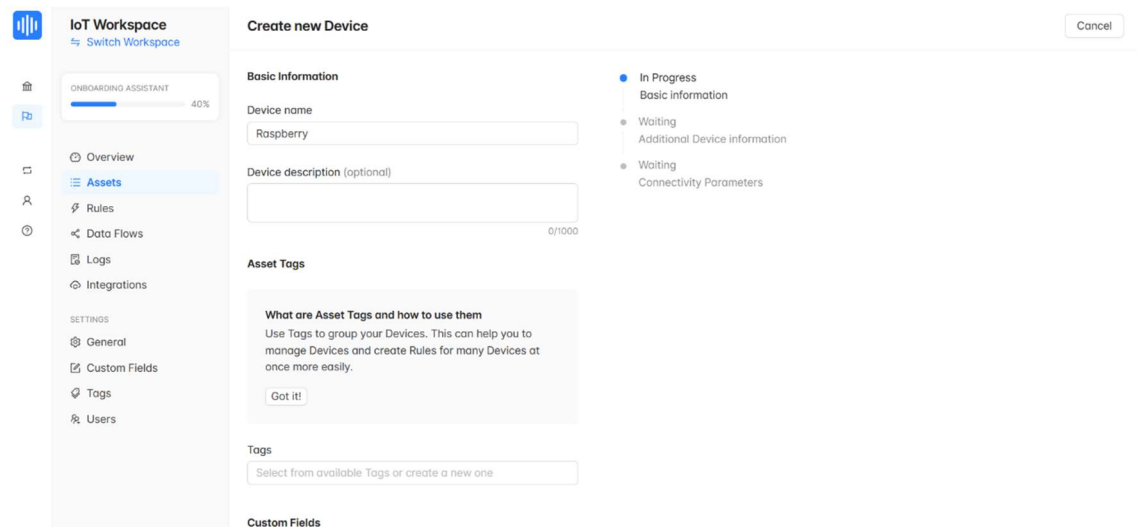 IoT Workspace
Switch Workspace
ONBOARDING ASSISTANT
40%
Overview
Assets
Rules
Data Flows
Logs
Integrations
SETTINGS
General
Custom Fields
Tags
Users
Create new Device
Cancel
Basic Information
Device name
Raspberry
Device description (optional)
0/1000
Asset Tags
What are Asset Tags and how to use them
Use Tags to group your Devices. This can help you to
manage Devices and create Rules for many Devices at
once more easily.
Got it!
Tags
Select from available Tags or create a new one
Custom Fields
In Progress
Basic information
Waiting
Additional Device information
Waiting
Connectivity Parameters